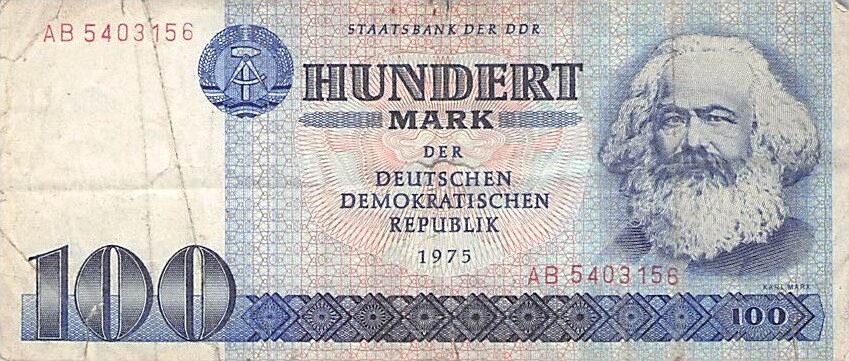 AB 5403156
STAATSBANK DER DDR
HUNDERT
MARK
DER
DEUTSCHEN
DEMOKRATISCHEN
REPUBLIK
1975
AB 5403156
KARL MARX
100
100